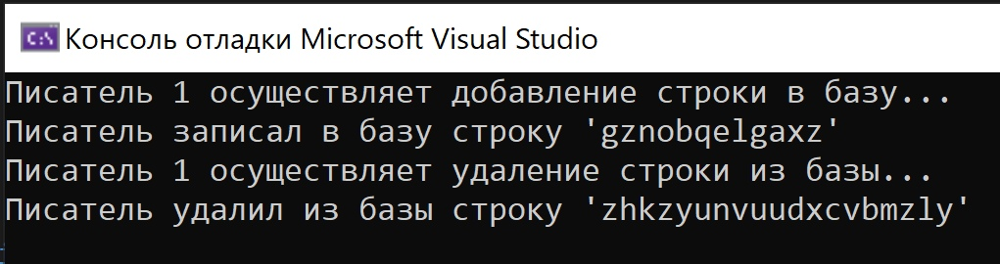 C:\ Консоль отладки Microsoft Visual Studio
Писатель 1 осуществляет добавление строки в базу...
Писатель записал в базу строку 'gznobqelgaxz'
Писатель 1 осуществляет удаление строки из базы...
Писатель удалил из базы строку 'zhkzyunvuudxcvbmzly'